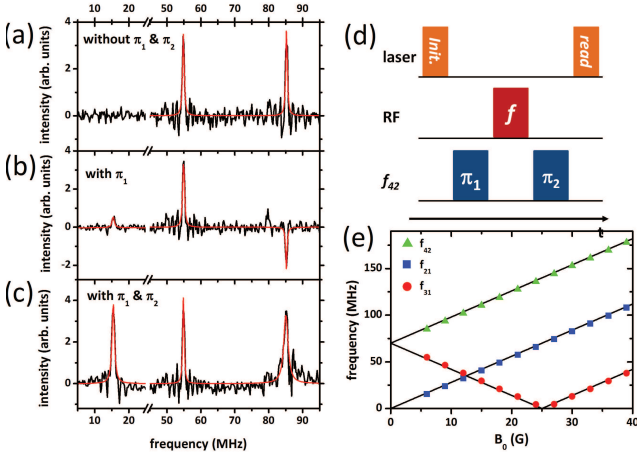 10 20 50 60 70 80 90
(a)
without π1 & π2
intensity (arb. units)
4
2
0
(b)
with π1
intensity (arb. units)
4
2
0
-2
(c)
with π1 & π2
intensity (arb. units)
4
2
0
10 20 50 60 70 80 90
frequency (MHz)
(d)
laser
Init.
read
RF
f
f42
π1
π2
t
(e)
f42
f21
f31
frequency (MHz)
150
100
50
0
0 10 20 30 40
B0 (G)